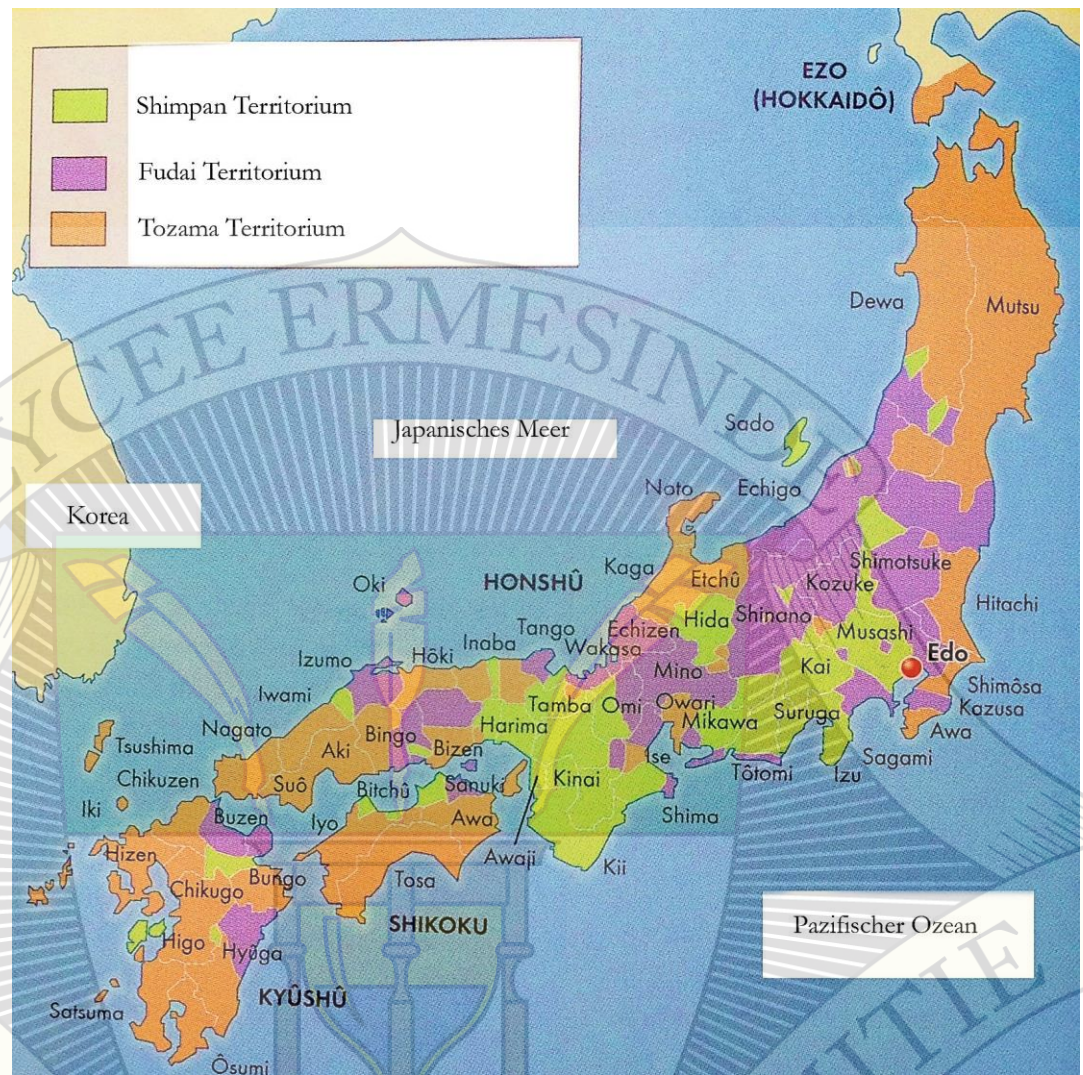 Shimpan Territorium
Fudai Territorium
Tozama Territorium
EZO
(HOKKAIDÔ)
Dewa
Mutsu
LYCEE ERMESINDE
Japanisches Meer
Sado
Noto
Echigo
Korea
Oki
HONSHÛ
Kaga
Etchû
Shimotsuke
Kozuke
Hitachi
Hida
Shinano
Echizen
Musashi
Tango
Wakasa
Inaba
Hôki
Izumo
Mino
Kai
Edo
Iwami
Tamba
Omi
Owari
Mikawa
Suruga
Shimôsa
Kazusa
Awa
Nagato
Harima
Tsushima
Aki
Bingo
Bizen
Ise
Sagami
Chikuzen
Suô
Bitchû
Sanuki
Kinai
Tôtomi
Izu
Iki
Buzen
Iyo
Awa
Shima
Hizen
Awaji
Kii
Chikugo
Bungo
Tosa
SHIKOKU
Pazifischer Ozean
Higo
Hyûga
KYÛSHÛ
Satsuma
Ôsumi